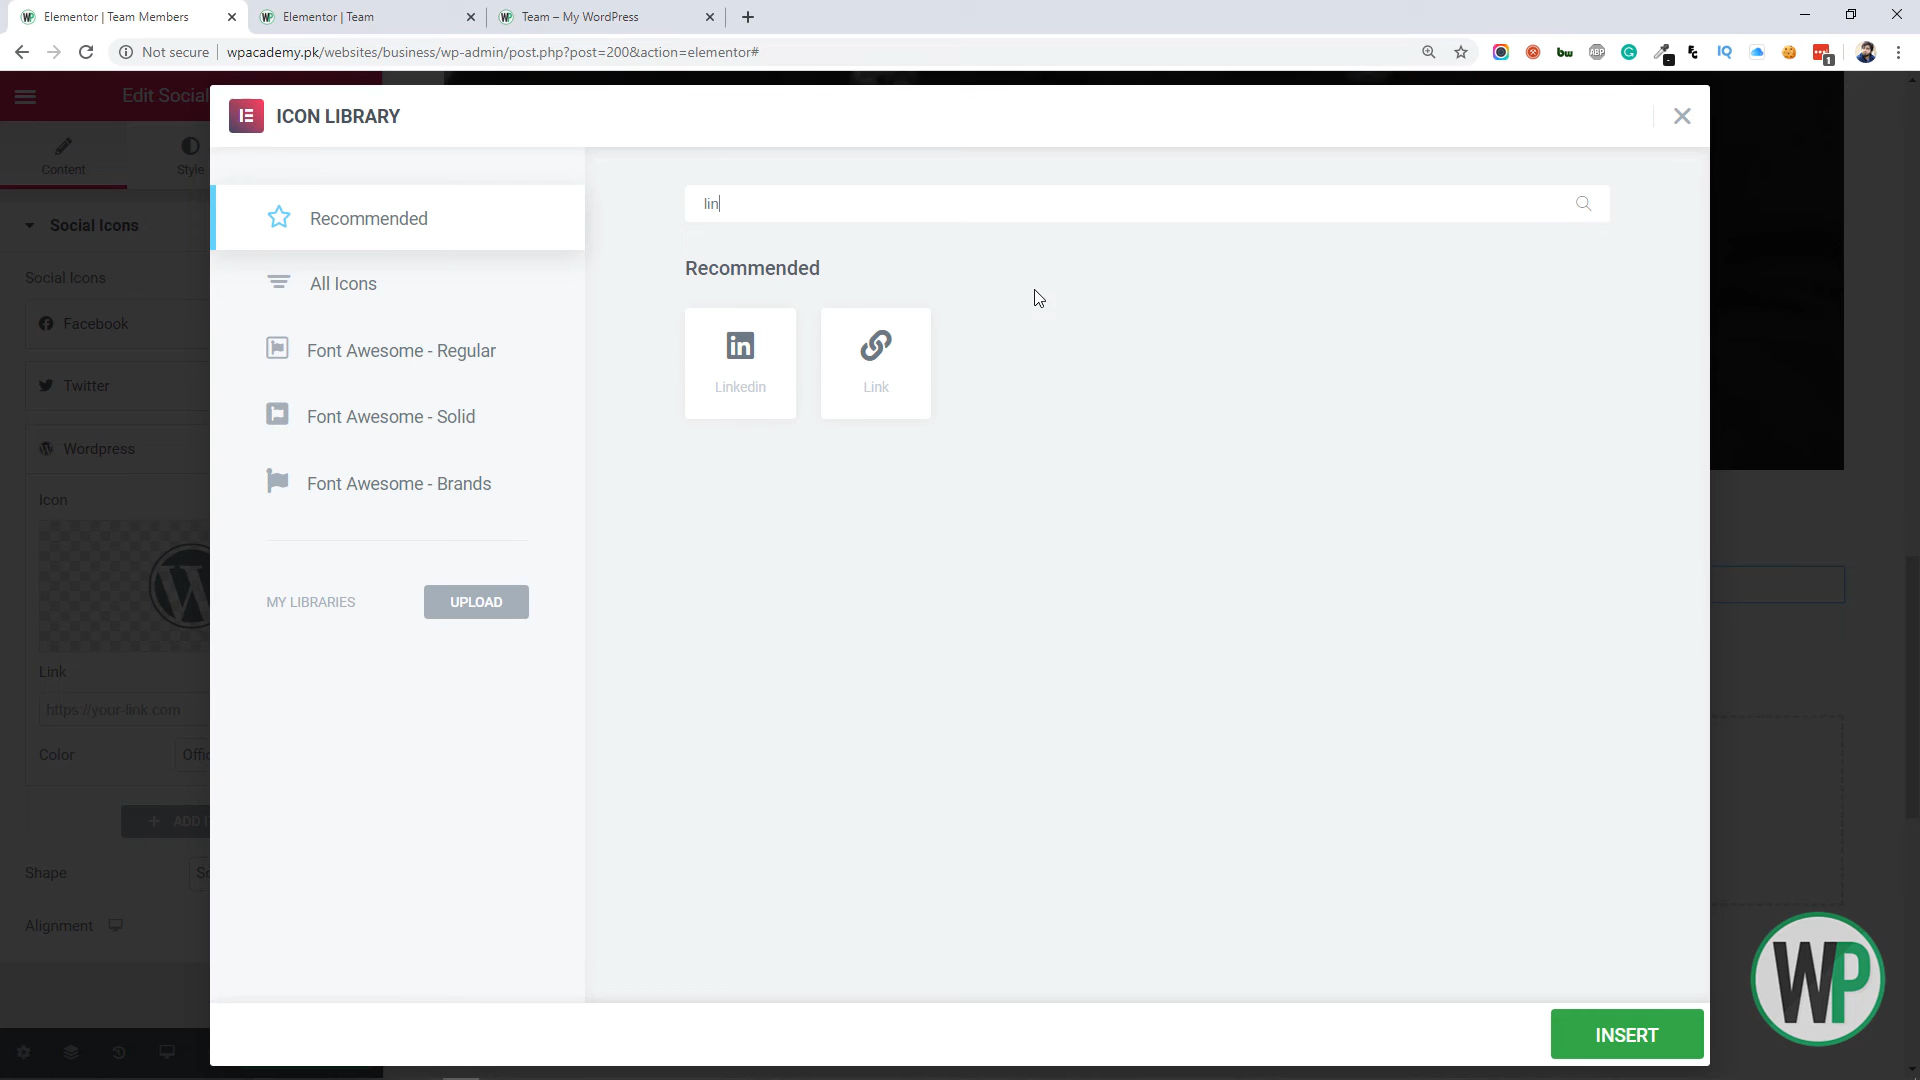 Elementor | Team Members
Elementor | Team
Team – My WordPress
Not secure
wpacademy.pk/websites/business/wp-admin/post.php?post=200&action=elementor#
Edit Social
Content
Style
Social Icons
Social Icons
Facebook
Twitter
Wordpress
Icon
Link
https://your-link.com
Color
Offic
ADD I
Shape
Alignment
ICON LIBRARY
Recommended
All Icons
Font Awesome - Regular
Font Awesome - Solid
Font Awesome - Brands
MY LIBRARIES
UPLOAD
lin
Recommended
Linkedin
Link
INSERT
WP